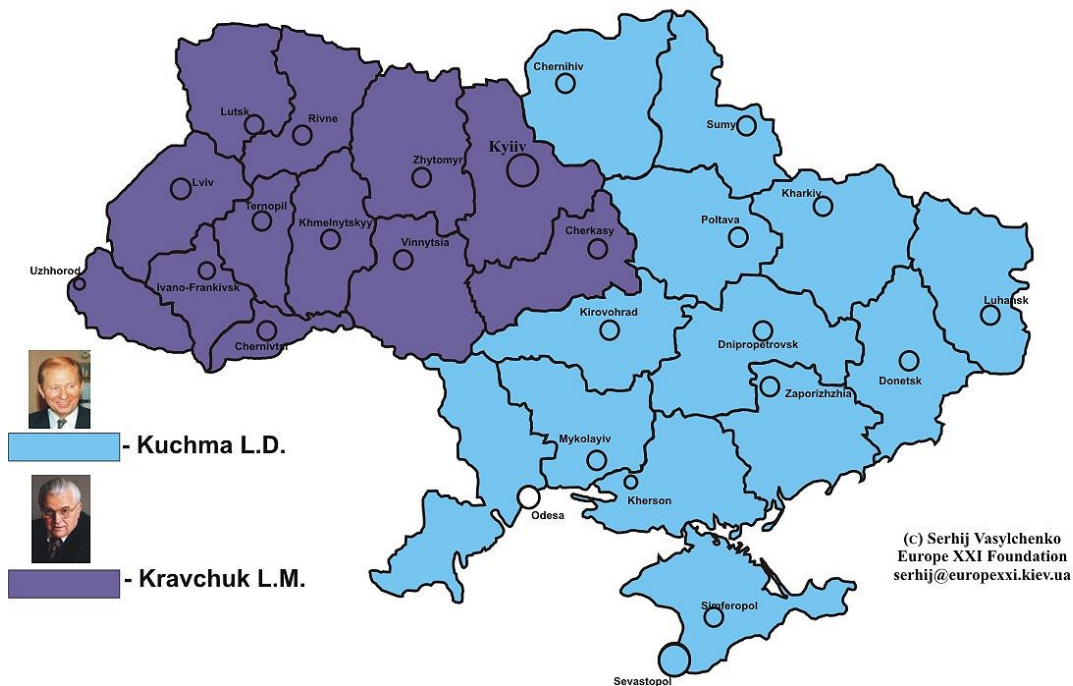 Chernihiv
Sumy
Lutsk
Rivne
Kyiiv
Zhytomyr
Lviv
Kharkiv
Ternopil
Khmelnytskyy
Poltava
Cherkasy
Vinnytsia
Uzhhorod
Ivano-Frankivsk
Luhansk
Kirovohrad
Chernivtsi
Dnipropetrovsk
Donetsk
Zaporizhzhia
- Kuchma L.D.
Mykolayiv
Kherson
Odesa
- Kravchuk L.M.
(C) Serhij Vasylchenko
Europe XXI Foundation
serhij@europexxi.kiev.ua
Simferopol
Sevastopol